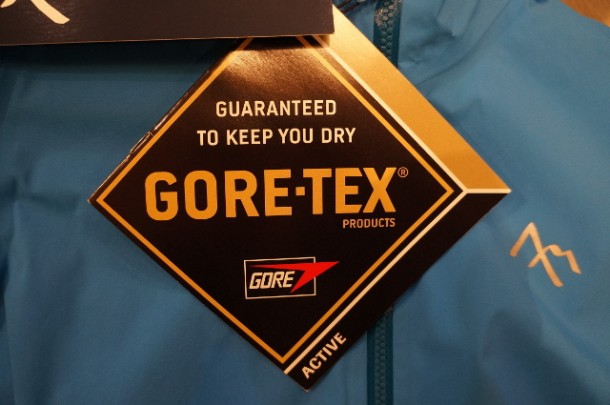 GUARANTEED
TO KEEP YOU DRY
GORE-TEX®
PRODUCTS
GORE
ACTIVE